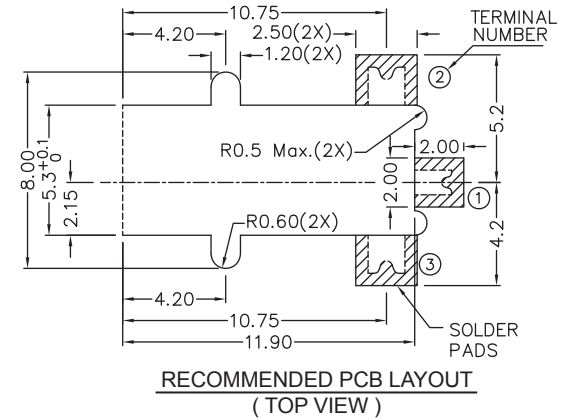 10.75
TERMINAL
NUMBER
4.20
2.50(2X)
1.20(2X)
②
8.00
5.3+0.1
0
2.15
R0.5 Max.(2X)
2.00
2.00
5.2
①
R0.60(2X)
③
4.2
4.20
10.75
11.90
SOLDER
PADS
RECOMMENDED PCB LAYOUT
( TOP VIEW )